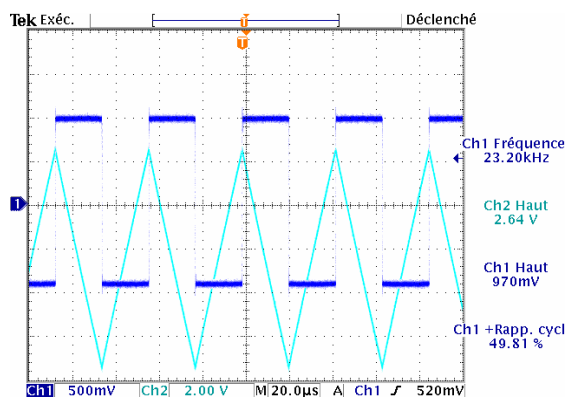 Tek Exéc. Déclenché
T
T
1
Ch1 Fréquence
23.20kHz
Ch2 Haut
2.64 V
Ch1 Haut
970mV
Ch1 +Rapp. cycl
49.81 %
Ch1 500mV Ch2 2.00 V M 20.0µs A Ch1 520mV